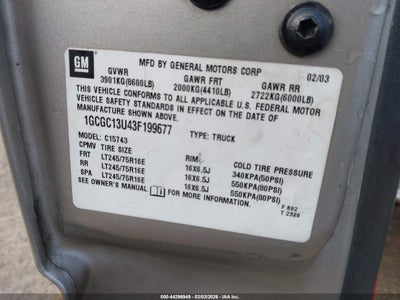 GM
MFD BY GENERAL MOTORS CORP 02/03
GVWR GAWR FRT GAWR RR
3901KG(8600LB) 2000KG(4410LB) 2722KG(6000LB)
THIS VEHICLE CONFORMS TO ALL APPLICABLE U.S. FEDERAL MOTOR
VEHICLE SAFETY STANDARDS IN EFFECT ON THE DATE OF
MANUFACTURE SHOWN ABOVE.
1GCGC13U43F199677 TYPE: TRUCK
MODEL: C15743
CPMV TIRE SIZE RIM COLD TIRE PRESSURE
FRT LT245/75R16E 16X6.5J 340KPA(50PSI)
RR LT245/75R16E 16X6.5J 550KPA(80PSI)
SPA LT245/75R16E 16X6.5J 550KPA(80PSI)
SEE OWNER'S MANUAL FOR ADDITIONAL INFORMATION.
F 892
T 2929
000-44296949 - 02/03/2026 - IAA Inc.